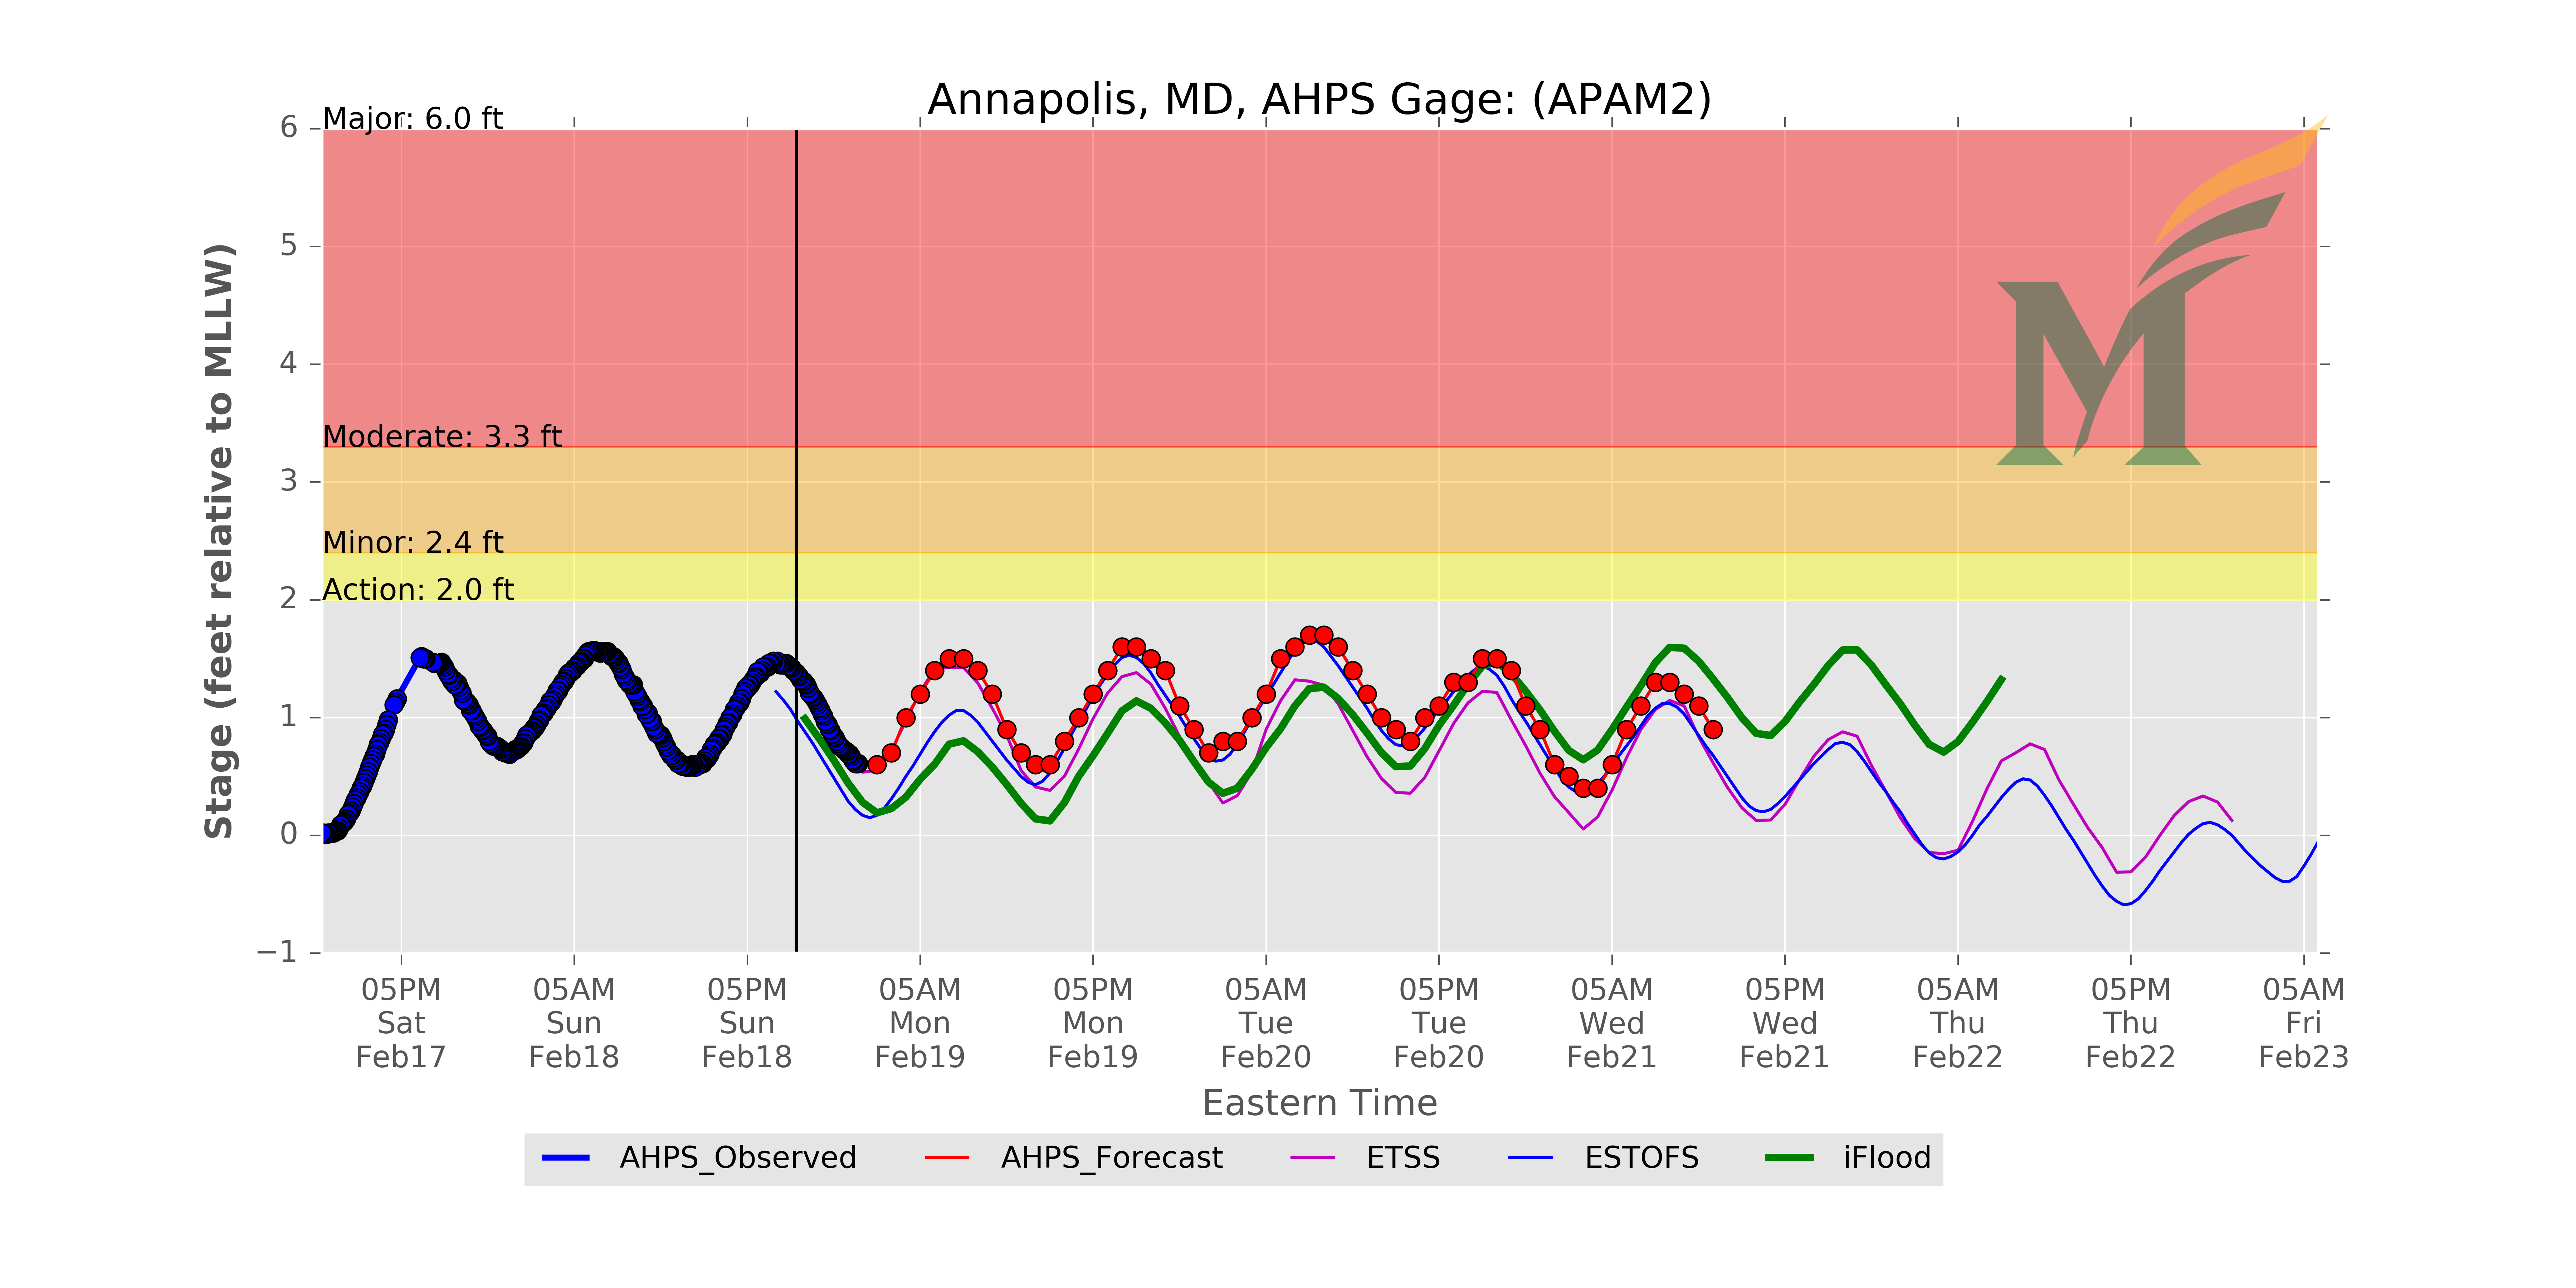 Annapolis, MD, AHPS Gage: (APAM2)
Major: 6.0 ft
Moderate: 3.3 ft
Minor: 2.4 ft
Action: 2.0 ft
Stage (feet relative to MLLW)
6
5
4
3
2
1
0
−1
05PM 05AM 05PM 05AM 05PM 05AM 05PM 05AM 05PM 05AM 05PM 05AM
Sat Sun Sun Mon Mon Tue Tue Wed Wed Thu Thu Fri
Feb17 Feb18 Feb18 Feb19 Feb19 Feb20 Feb20 Feb21 Feb21 Feb22 Feb22 Feb23
Eastern Time
AHPS_Observed AHPS_Forecast ETSS ESTOFS iFlood